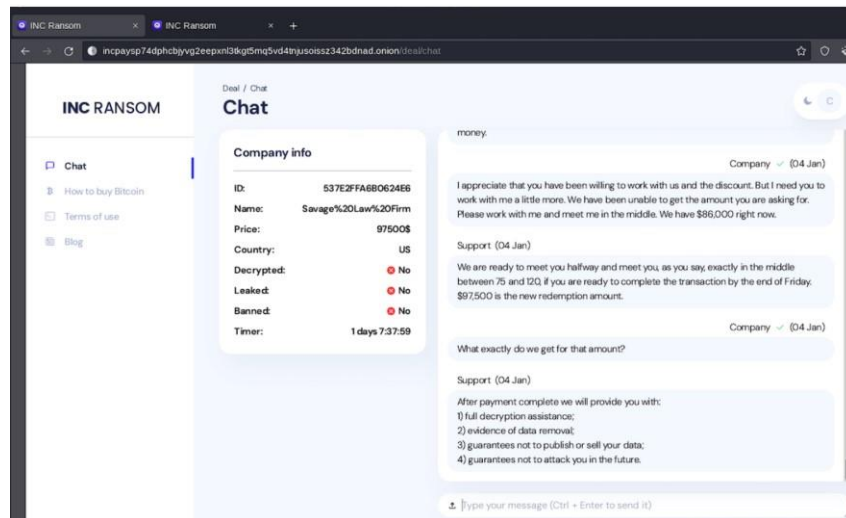 INC Ransom
INC Ransom
incpaysp74dphcbjyvg2eepxnl3tkgt5mq5vd4tnjusoissz342bdnad.onion/deal/chat
INC RANSOM
Chat
How to buy Bitcoin
Terms of use
Blog
Deal / Chat
Chat
C
Company info
ID: 537E2FFA6B0624E6
Name: Savage%20Law%20Firm
Price: 97500$
Country: US
Decrypted: No
Leaked: No
Banned: No
Timer: 1 days 7:37:59
money.
Company (04 Jan)
I appreciate that you have been willing to work with us and the discount. But I need you to
work with me a little more. We have been unable to get the amount you are asking for.
Please work with me and meet me in the middle. We have $86,000 right now.
Support (04 Jan)
We are ready to meet you halfway and meet you, as you say, exactly in the middle
between 75 and 120, if you are ready to complete the transaction by the end of Friday.
$97,500 is the new redemption amount.
Company (04 Jan)
What exactly do we get for that amount?
Support (04 Jan)
After payment complete we will provide you with:
1) full decryption assistance;
2) evidence of data removal;
3) guarantees not to publish or sell your data;
4) guarantees not to attack you in the future.
Type your message (Ctrl + Enter to send it)